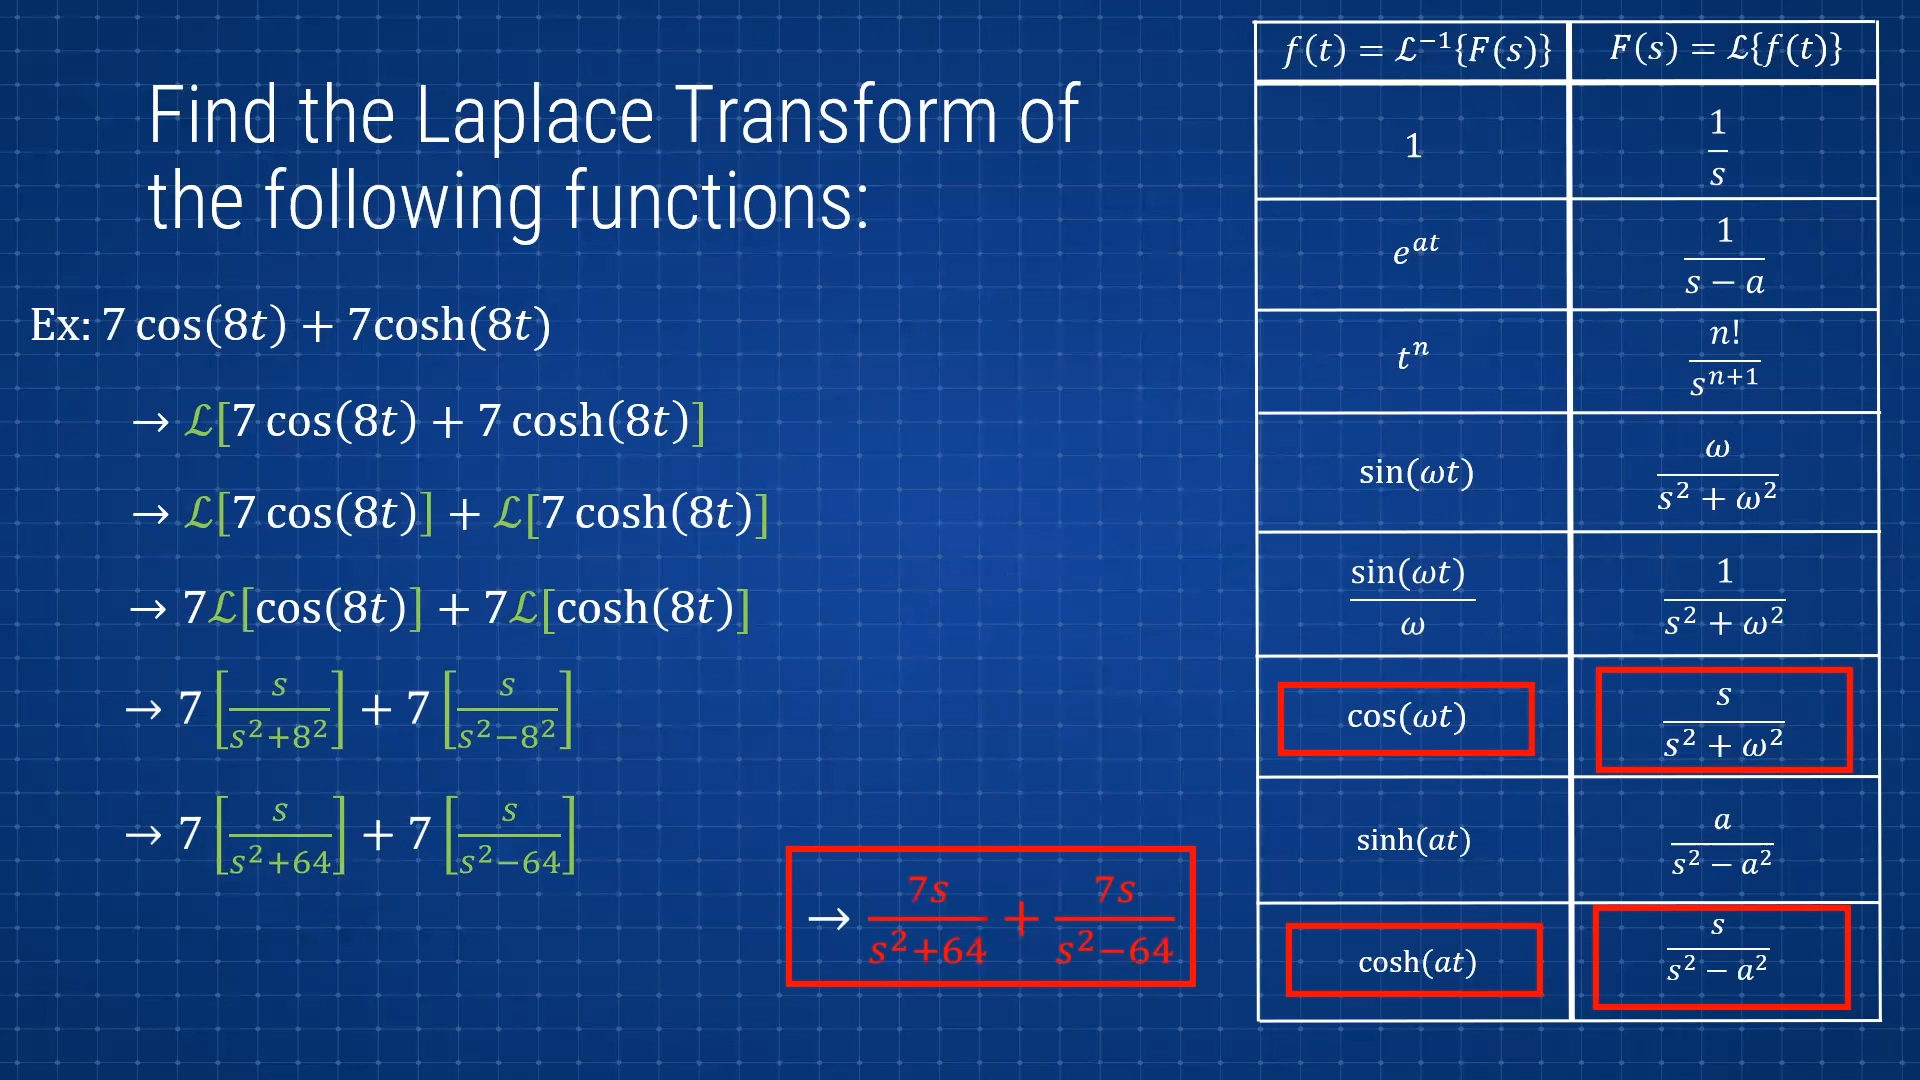 Find the Laplace Transform of
the following functions:
Ex: 7 cos(8t) + 7cosh(8t)
→ ℒ[7 cos(8t) + 7 cosh(8t)]
→ ℒ[7 cos(8t)] + ℒ[7 cosh(8t)]
→ 7ℒ[cos(8t)] + 7ℒ[cosh(8t)]
→ 7 [s/(s²+8²)] + 7 [s/(s²−8²)]
→ 7 [s/(s²+64)] + 7 [s/(s²−64)]
→ 7s/(s²+64) + 7s/(s²−64)
f(t) = ℒ⁻¹{F(s)} F(s) = ℒ{f(t)}
1 1/s
e^(at) 1/(s − a)
t^n n!/s^(n+1)
sin(ωt) ω/(s² + ω²)
sin(ωt)/ω 1/(s² + ω²)
cos(ωt) s/(s² + ω²)
sinh(at) a/(s² − a²)
cosh(at) s/(s² − a²)